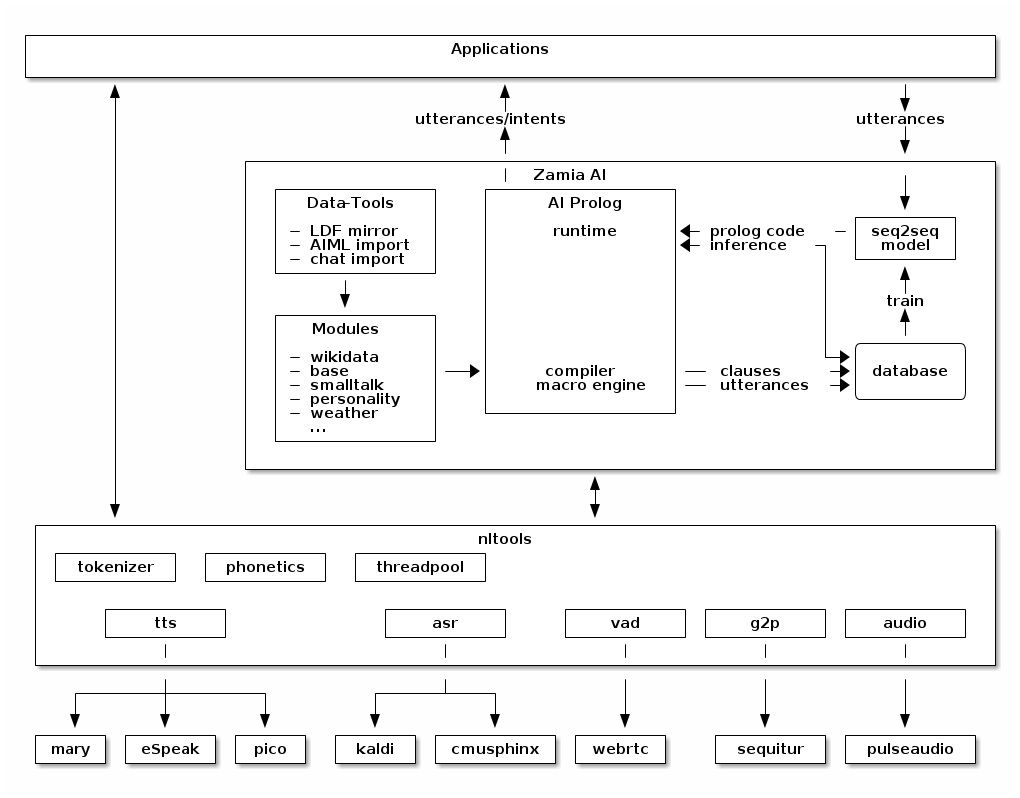 Applications
utterances/intents
utterances
Zamia AI
Data-Tools
– LDF mirror
– AIML import
– chat import
Modules
– wikidata
– base
– smalltalk
– personality
– weather
...
AI Prolog
runtime
compiler
macro engine
prolog code
inference
seq2seq
model
train
clauses
utterances
database
nltools
tokenizer
phonetics
threadpool
tts
asr
vad
g2p
audio
mary
eSpeak
pico
kaldi
cmusphinx
webrtc
sequitur
pulseaudio